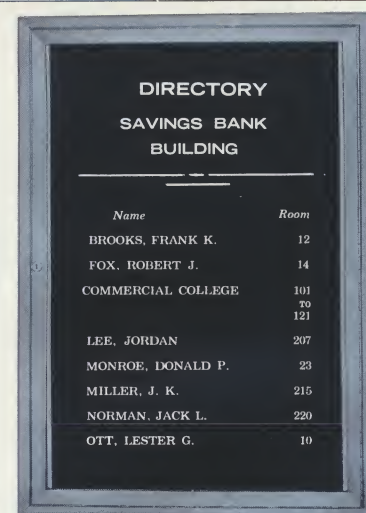 DIRECTORY
SAVINGS BANK
BUILDING
Name Room
BROOKS, FRANK K. 12
FOX, ROBERT J. 14
COMMERCIAL COLLEGE 101
TO
121
LEE, JORDAN 207
MONROE, DONALD P. 23
MILLER, J. K. 215
NORMAN, JACK L. 220
OTT, LESTER G. 10